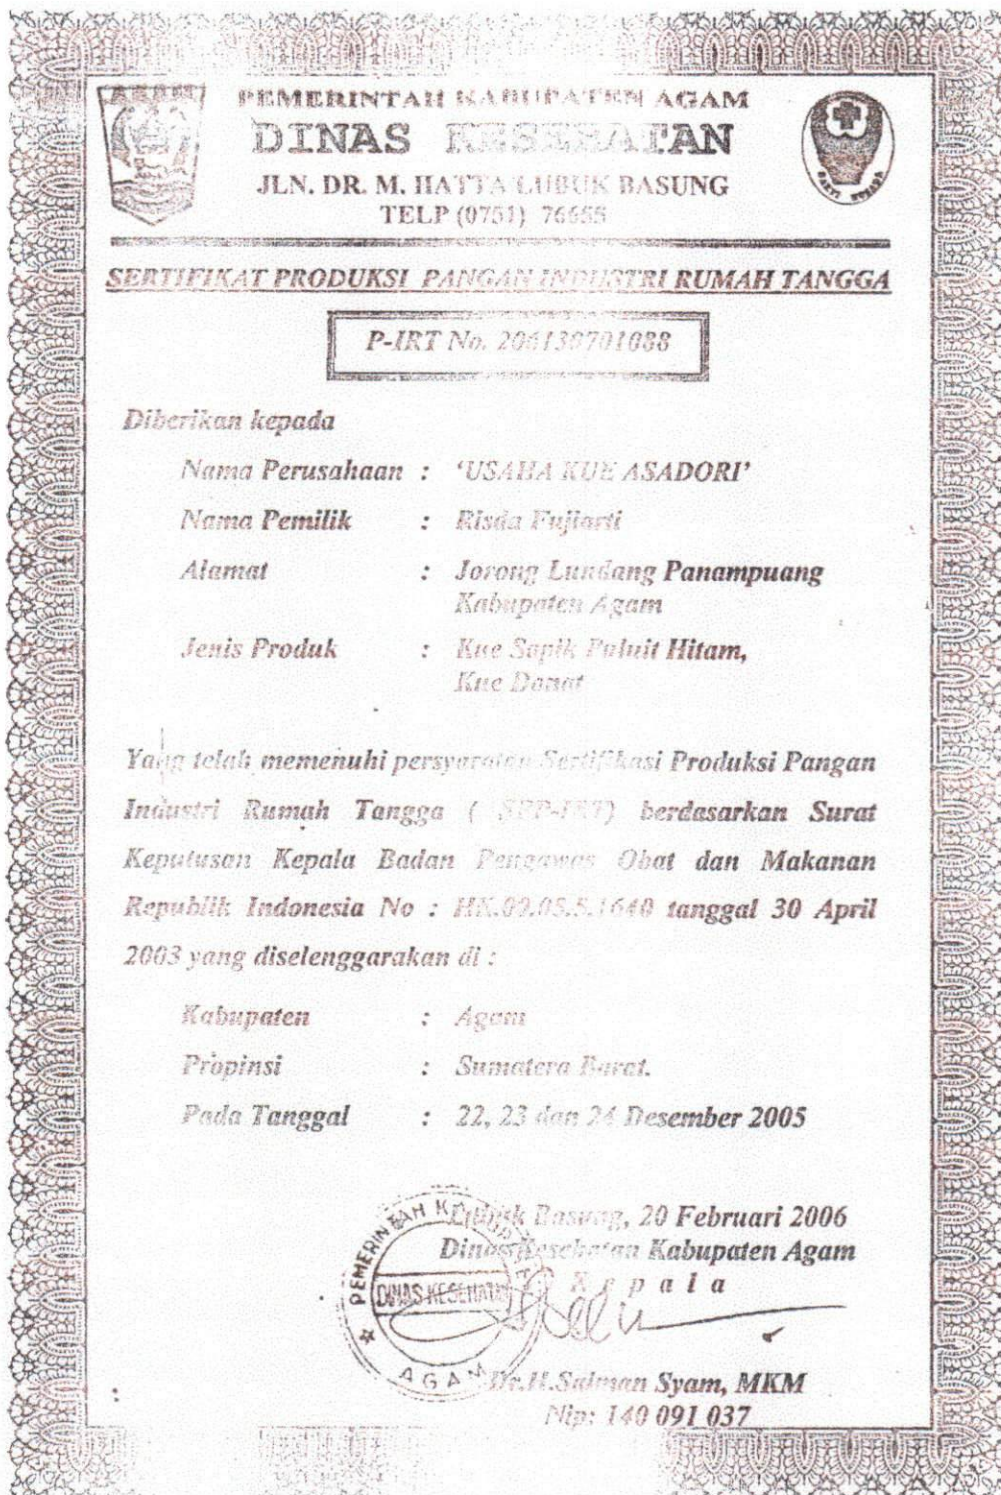 AGAM
PEMERINTAH KABUPATEN AGAM
DINAS KESEHATAN
JLN. DR. M. HATTA LUBUK BASUNG
TELP (0751) 76655
BAKTI HUSADA
SERTIFIKAT PRODUKSI PANGAN INDUSTRI RUMAH TANGGA
P-IRT No. 206130701088
Diberikan kepada
Nama Perusahaan : 'USAHA KUE ASADORI'
Nama Pemilik : Risda Fujiarti
Alamat : Jorong Lundang Panampuang
Kabupaten Agam
Jenis Produk : Kue Sapik Puluit Hitam,
Kue Donat
Yang telah memenuhi persyaratan Sertifikasi Produksi Pangan
Industri Rumah Tangga ( SPP-IRT) berdasarkan Surat
Keputusan Kepala Badan Pengawas Obat dan Makanan
Republik Indonesia No : HK.00.05.5.1640 tanggal 30 April
2003 yang diselenggarakan di :
Kabupaten : Agam
Propinsi : Sumatera Barat.
Pada Tanggal : 22, 23 dan 24 Desember 2005
Lubuk Basung, 20 Februari 2006
Dinas Kesehatan Kabupaten Agam
K e p a l a
PEMERINTAH
DINAS KESEHATAN
AGAM
Dr.H.Salman Syam, MKM
Nip: 140 091 037